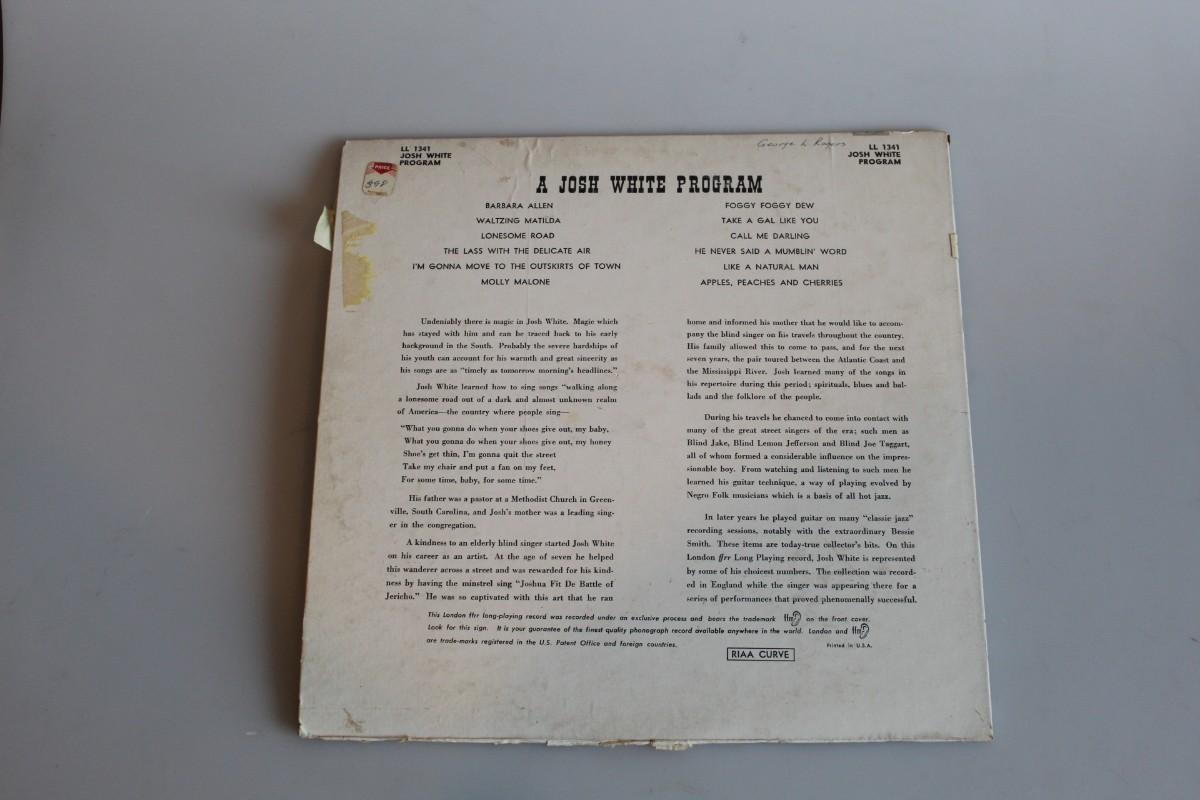 LL 1341
JOSH WHITE
PROGRAM
PRICE
George L Rogers
LL 1341
JOSH WHITE
PROGRAM
A JOSH WHITE PROGRAM
BARBARA ALLEN
WALTZING MATILDA
LONESOME ROAD
THE LASS WITH THE DELICATE AIR
I'M GONNA MOVE TO THE OUTSKIRTS OF TOWN
MOLLY MALONE
FOGGY FOGGY DEW
TAKE A GAL LIKE YOU
CALL ME DARLING
HE NEVER SAID A MUMBLIN' WORD
LIKE A NATURAL MAN
APPLES, PEACHES AND CHERRIES
Undeniably there is magic in Josh White. Magic which
has stayed with him and can be traced back to his early
background in the South. Probably the severe hardships of
his youth can account for his warmth and great sincerity as
his songs are as "timely as tomorrow morning's headlines."
Josh White learned how to sing songs "walking along
a lonesome road out of a dark and almost unknown realm
of America—the country where people sing—
"What you gonna do when your shoes give out, my baby,
What you gonna do when your shoes give out, my honey
Shoe's get thin, I'm gonna quit the street
Take my chair and put a fan on my feet,
For some time, baby, for some time."
His father was a pastor at a Methodist Church in Green-
ville, South Carolina, and Josh's mother was a leading sing-
er in the congregation.
A kindness to an elderly blind singer started Josh White
on his career as an artist. At the age of seven he helped
this wanderer across a street and was rewarded for his kind-
ness by having the minstrel sing "Joshua Fit De Battle of
Jericho." He was so captivated with this art that he ran
home and informed his mother that he would like to accom-
pany the blind singer on his travels throughout the country.
His family allowed this to come to pass, and for the next
seven years, the pair toured between the Atlantic Coast and
the Mississippi River. Josh learned many of the songs in
his repertoire during this period; spirituals, blues and bal-
lads and the folklore of the people.
During his travels he chanced to come into contact with
many of the great street singers of the era; such men as
Blind Jake, Blind Lemon Jefferson and Blind Joe Taggart,
all of whom formed a considerable influence on the impres-
sionable boy. From watching and listening to such men he
learned his guitar technique, a way of playing evolved by
Negro Folk musicians which is a basis of all hot jazz.
In later years he played guitar on many "classic jazz"
recording sessions, notably with the extraordinary Bessie
Smith. These items are today-true collector's bits. On this
London ffrr Long Playing record, Josh White is represented
by some of his choicest numbers. The collection was record-
ed in England while the singer was appearing there for a
series of performances that proved phenomenally successful.
This London ffrr long-playing record was recorded under an exclusive process and bears the trademark ffrr on the front cover.
Look for this sign. It is your guarantee of the finest quality phonograph record available anywhere in the world. London and ffrr
are trade-marks registered in the U.S. Patent Office and foreign countries.
Printed in U.S.A.
RIAA CURVE